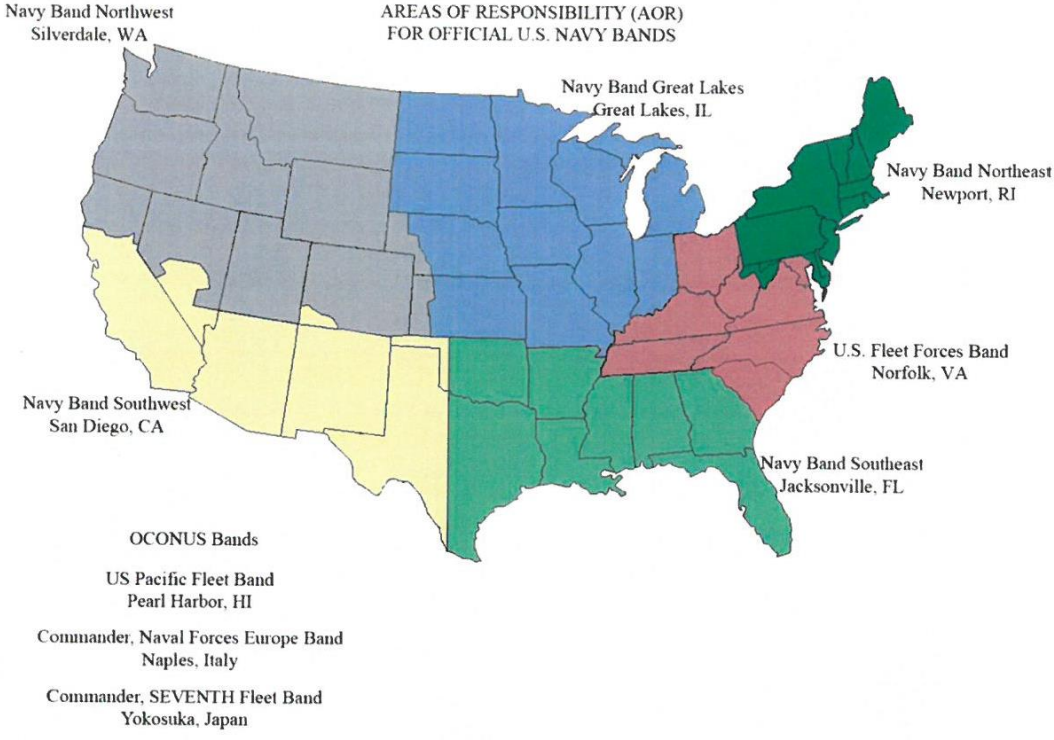 Navy Band Northwest
Silverdale, WA
AREAS OF RESPONSIBILITY (AOR)
FOR OFFICIAL U.S. NAVY BANDS
Navy Band Great Lakes
Great Lakes, IL
Navy Band Northeast
Newport, RI
U.S. Fleet Forces Band
Norfolk, VA
Navy Band Southwest
San Diego, CA
Navy Band Southeast
Jacksonville, FL
OCONUS Bands
US Pacific Fleet Band
Pearl Harbor, HI
Commander, Naval Forces Europe Band
Naples, Italy
Commander, SEVENTH Fleet Band
Yokosuka, Japan